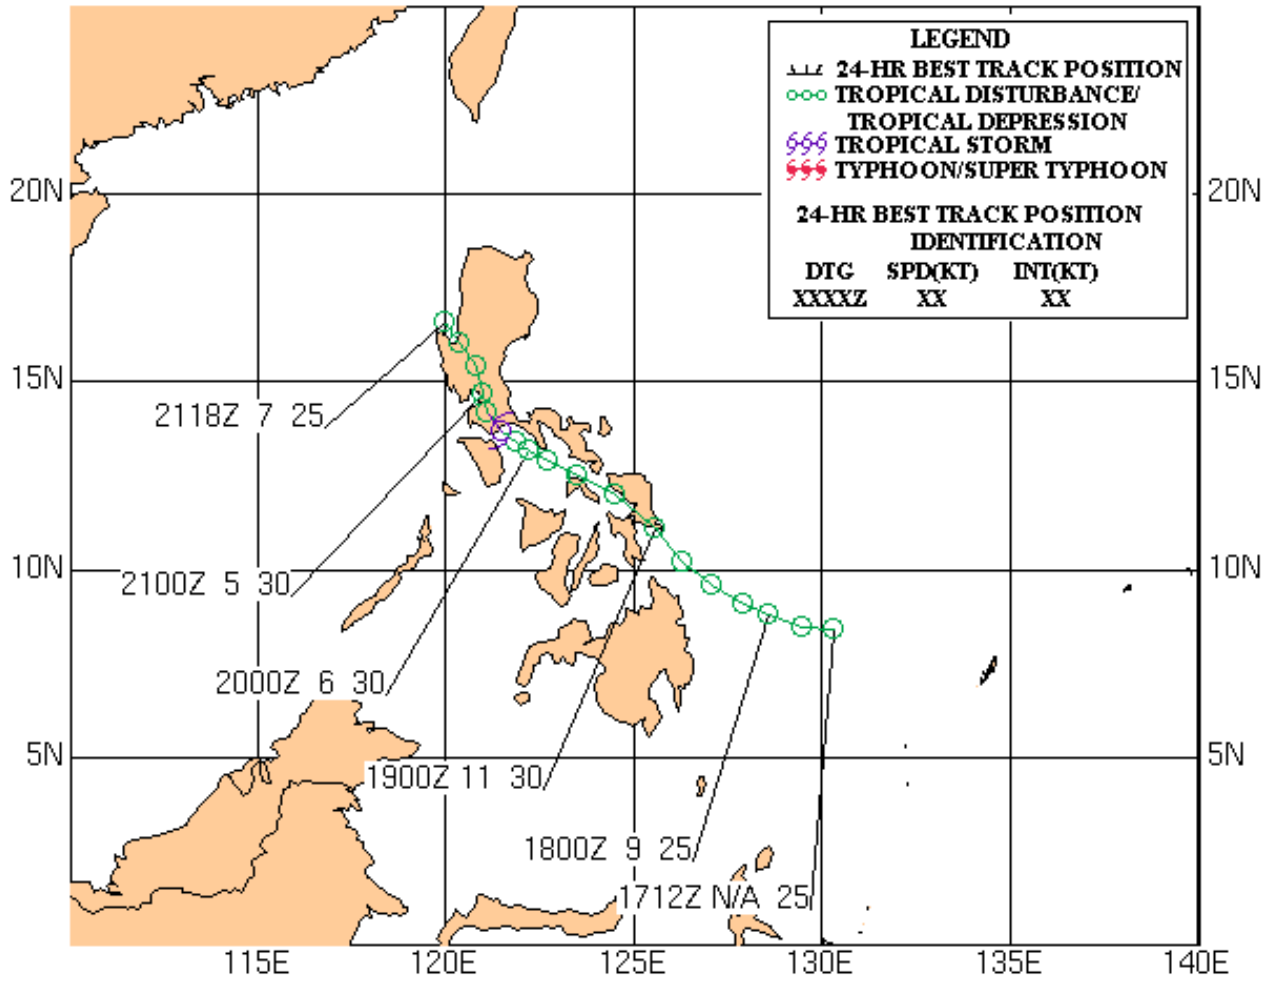 LEGEND
24-HR BEST TRACK POSITION
TROPICAL DISTURBANCE/
TROPICAL DEPRESSION
TROPICAL STORM
TYPHOON/SUPER TYPHOON
24-HR BEST TRACK POSITION
IDENTIFICATION
DTG SPD(KT) INT(KT)
XXXXZ XX XX
20N 20N
15N 15N
2118Z 7 25
2100Z 5 30
10N 10N
2000Z 6 30
5N 5N
1900Z 11 30
1800Z 9 25
1712Z N/A 25
115E 120E 125E 130E 135E 140E